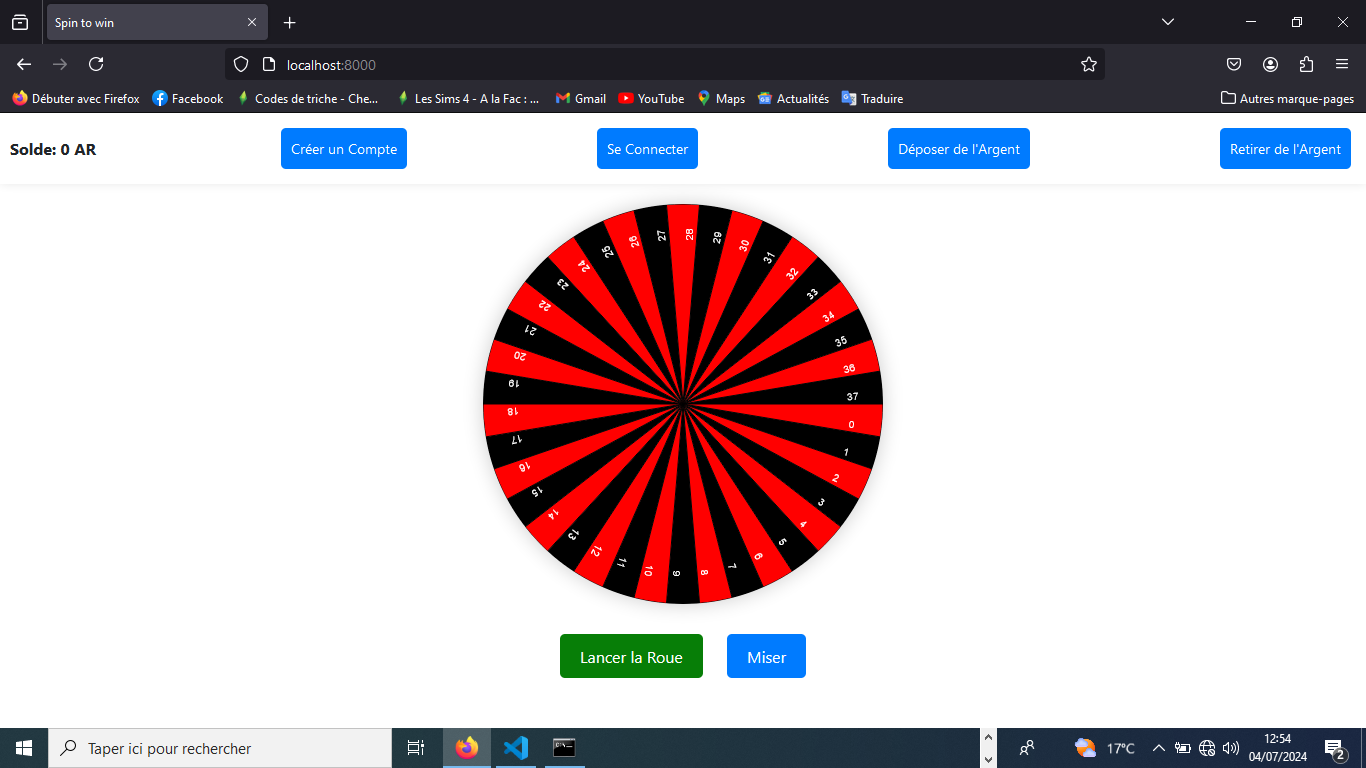 Spin to win
localhost:8000
Débuter avec Firefox
Facebook
Codes de triche - Che...
Les Sims 4 - A la Fac : ...
Gmail
YouTube
Maps
Actualités
Traduire
Autres marque-pages
Solde: 0 AR
Créer un Compte
Se Connecter
Déposer de l'Argent
Retirer de l'Argent
0
1
2
3
4
5
6
7
8
9
10
11
12
13
14
15
16
17
18
19
20
21
22
23
24
25
26
27
28
29
30
31
32
33
34
35
36
37
Lancer la Roue
Miser
Taper ici pour rechercher
17°C
12:54
04/07/2024
2